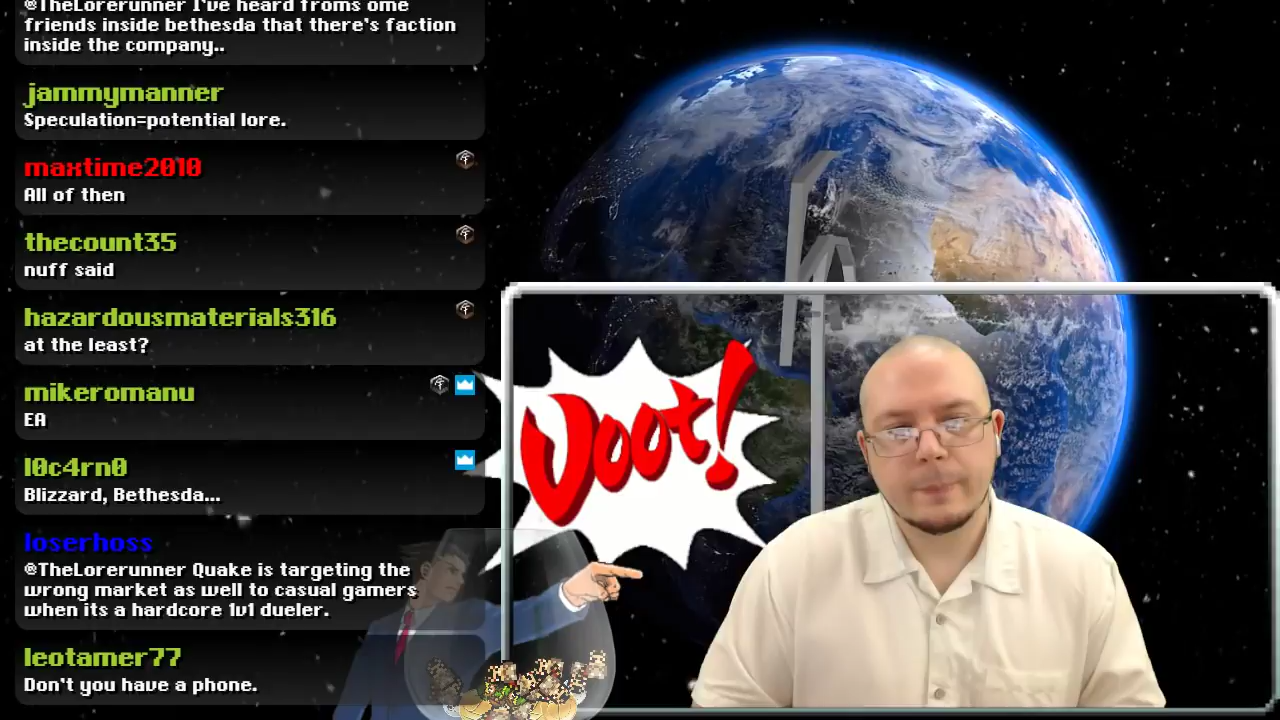 @TheLorerunner I've heard froms ome
friends inside bethesda that there's faction
inside the company..
jammymanner
Speculation=potential lore.
maxtime2010
All of then
thecount35
nuff said
hazardousmaterials316
at the least?
mikeromanu
EA
l0c4rn0
Blizzard, Bethesda...
loserhoss
@TheLorerunner Quake is targeting the
wrong market as well to casual gamers
when its a hardcore 1v1 dueler.
leotamer77
Don't you have a phone.
Voot!